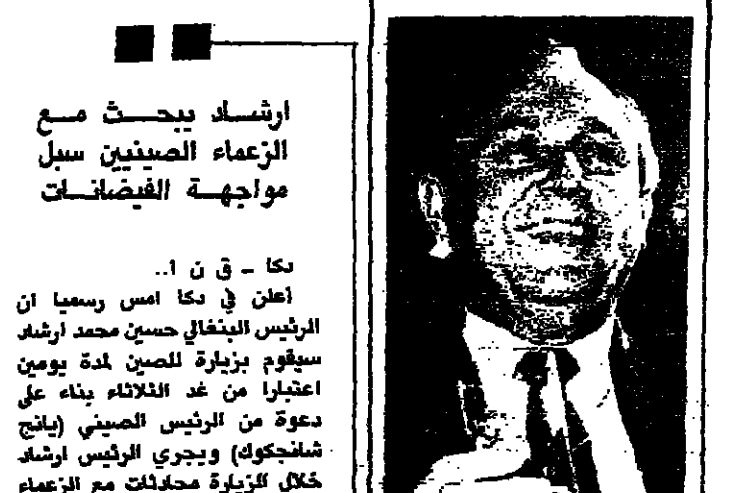 ارشاد يبحث مع
الزعماء الصينيين سبل
مواجهة الفيضانات
دكا - ق ن ا..
أعلن في دكا امس رسميا ان
الرئيس البنغالي حسين محمد ارشاد
سيقوم بزيارة للصين لمدة يومين
اعتبارا من غد الثلاثاء بناء على
دعوة من الرئيس الصيني (يانج
شانجكوك) ويجري الرئيس ارشاد
خلال الزيارة محادثات مع الزعماء